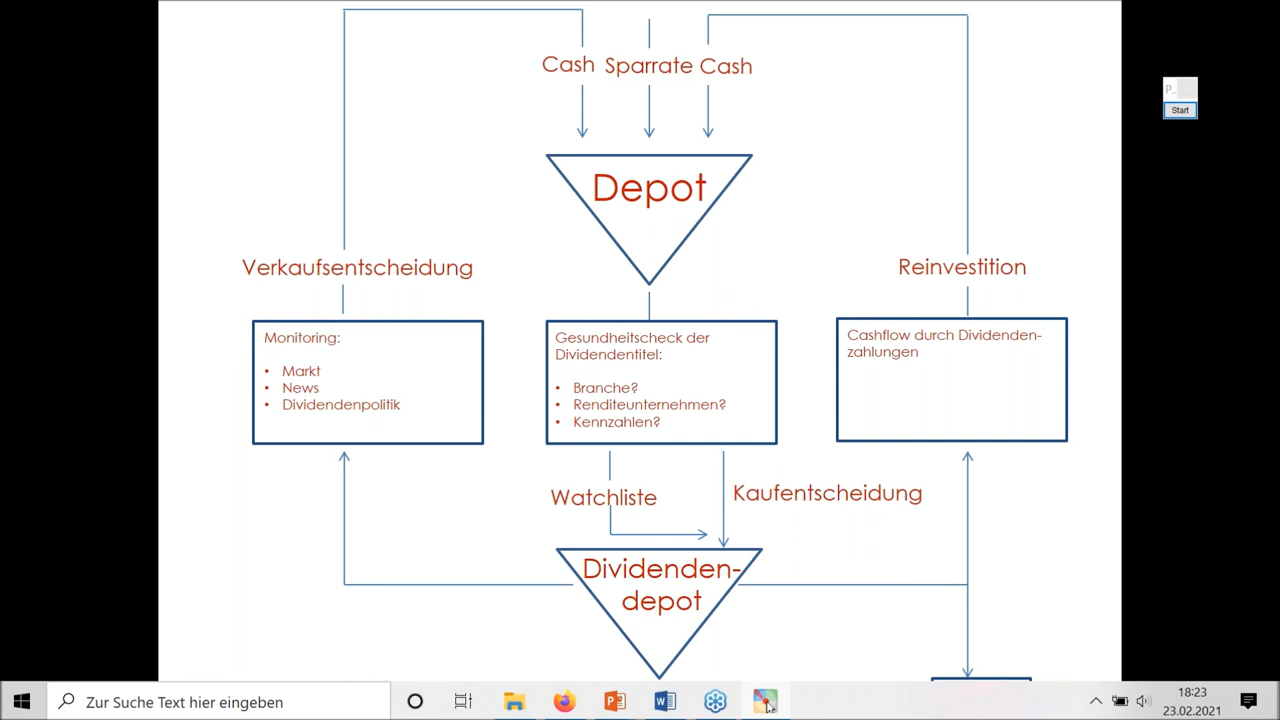 Cash Sparrate Cash
P..
Start
Depot
Verkaufsentscheidung
Reinvestition
Monitoring:
• Markt
• News
• Dividendenpolitik
Gesundheitscheck der
Dividendentitel:
• Branche?
• Renditeunternehmen?
• Kennzahlen?
Cashflow durch Dividenden-
zahlungen
Watchliste
Kaufentscheidung
Dividenden-
depot
Zur Suche Text hier eingeben
18:23
23.02.2021